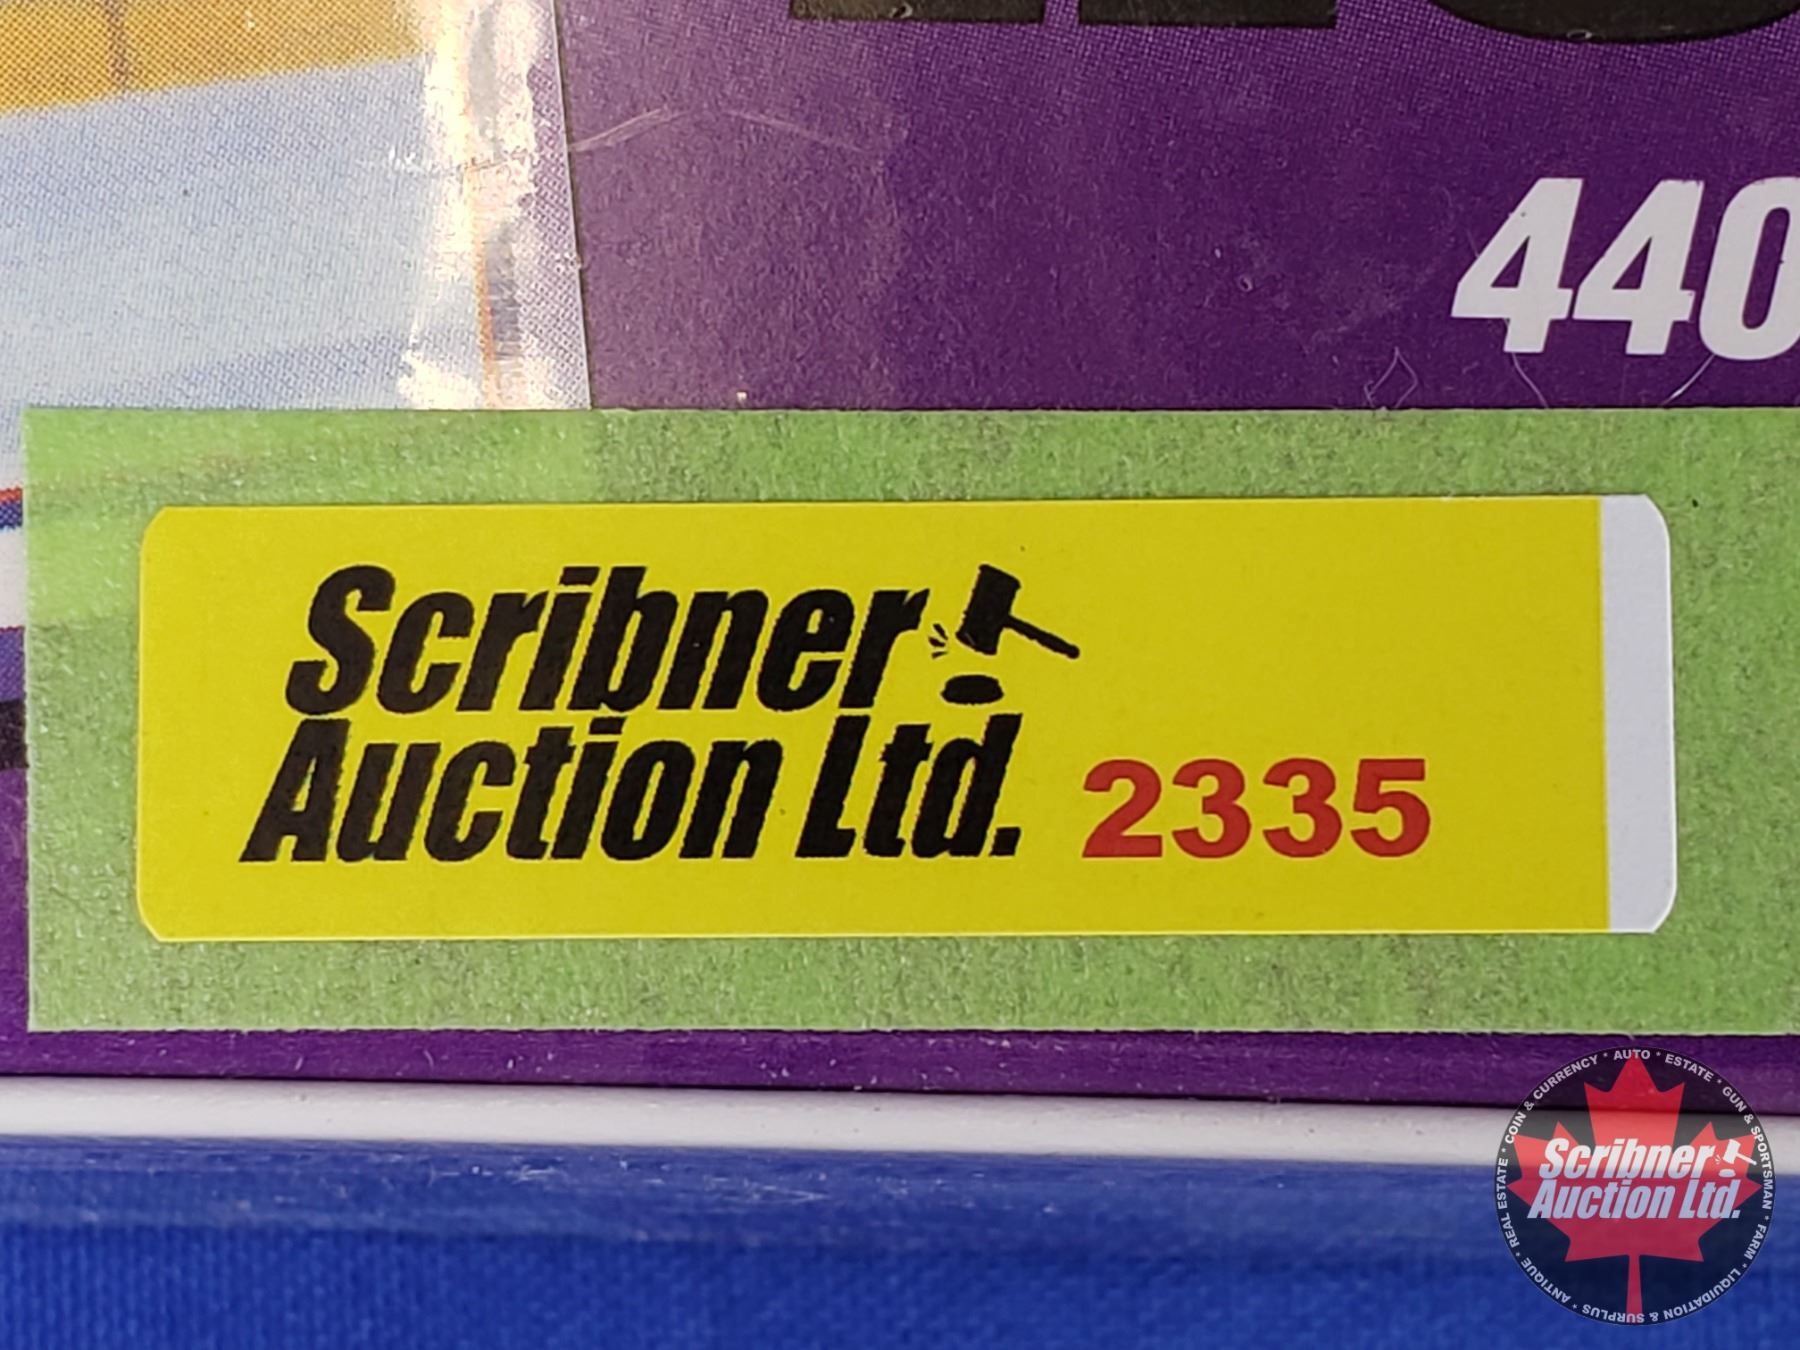 440
Scribner
Auction Ltd. 2335
COIN & CURRENCY * AUTO * ESTATE * GUN & SPORTSMAN * FARM * LIQUIDATION & SURPLUS * ANTIQUE * REAL ESTATE *
Scribner
Auction Ltd.